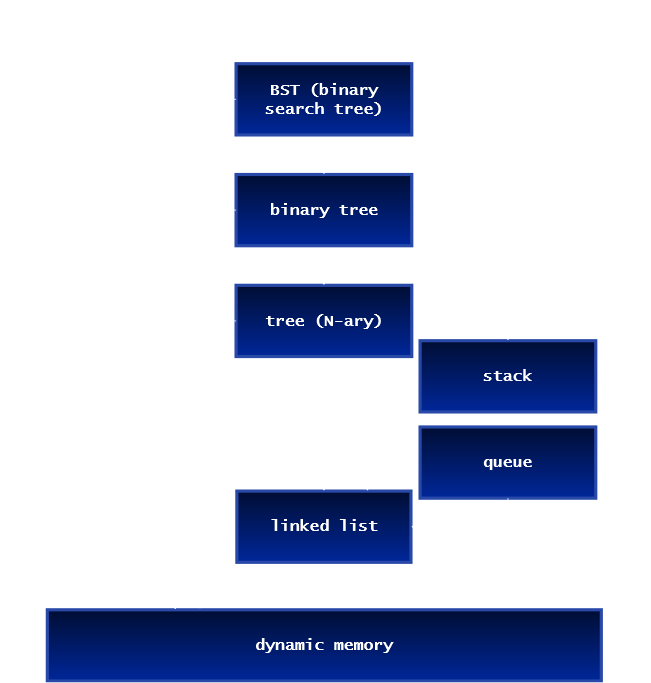 BST (binary
search tree)
binary tree
tree (N-ary)
stack
queue
linked list
dynamic memory